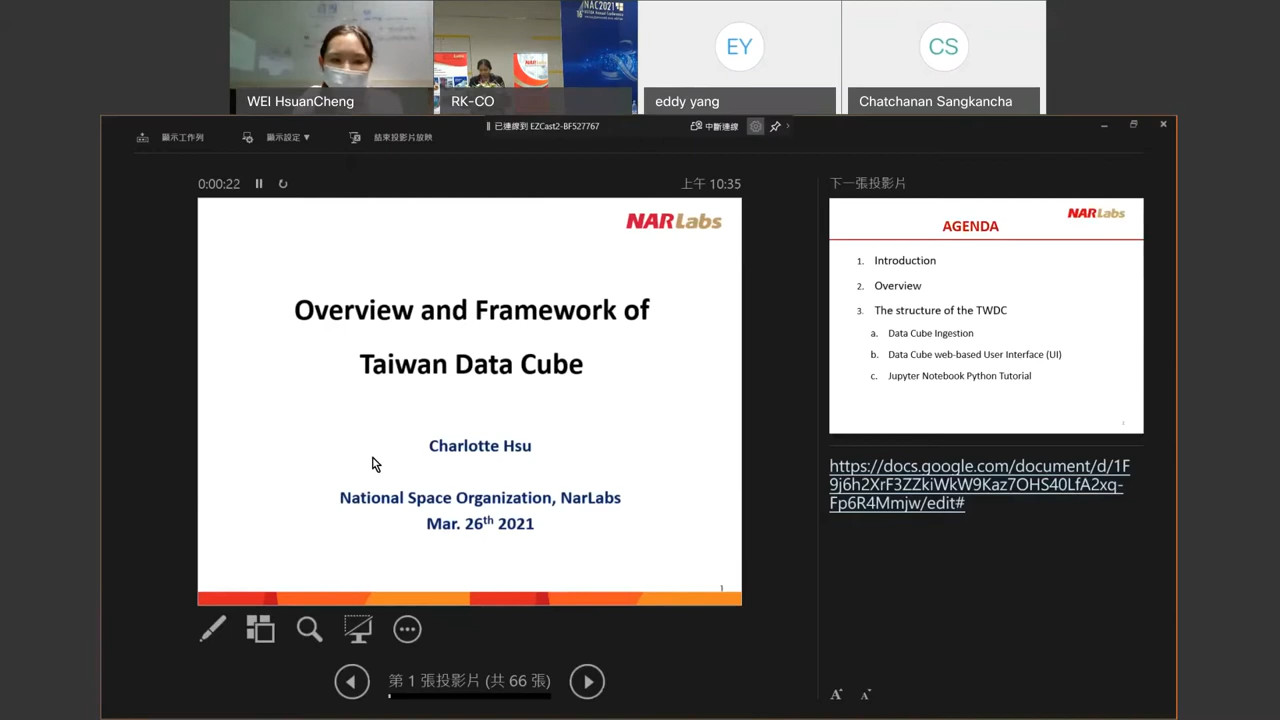 NAC2021
WEI HsuanCheng
RK-CO
EY
eddy yang
CS
Chatchanan Sangkancha
已連線到 EZCast2-BF527767
中斷連線
顯示工作列
顯示設定 ▼
結束投影片放映
0:00:22
上午 10:35
NARLabs
Overview and Framework of
Taiwan Data Cube
Charlotte Hsu
National Space Organization, NarLabs
Mar. 26th 2021
1
第 1 張投影片 (共 66 張)
下一張投影片
NARLabs
AGENDA
1. Introduction
2. Overview
3. The structure of the TWDC
a. Data Cube Ingestion
b. Data Cube web-based User Interface (UI)
c. Jupyter Notebook Python Tutorial
2
https://docs.google.com/document/d/1F
9j6h2XrF3ZZkiWkW9Kaz7OHS40LfA2xq-
Fp6R4Mmjw/edit#
A A